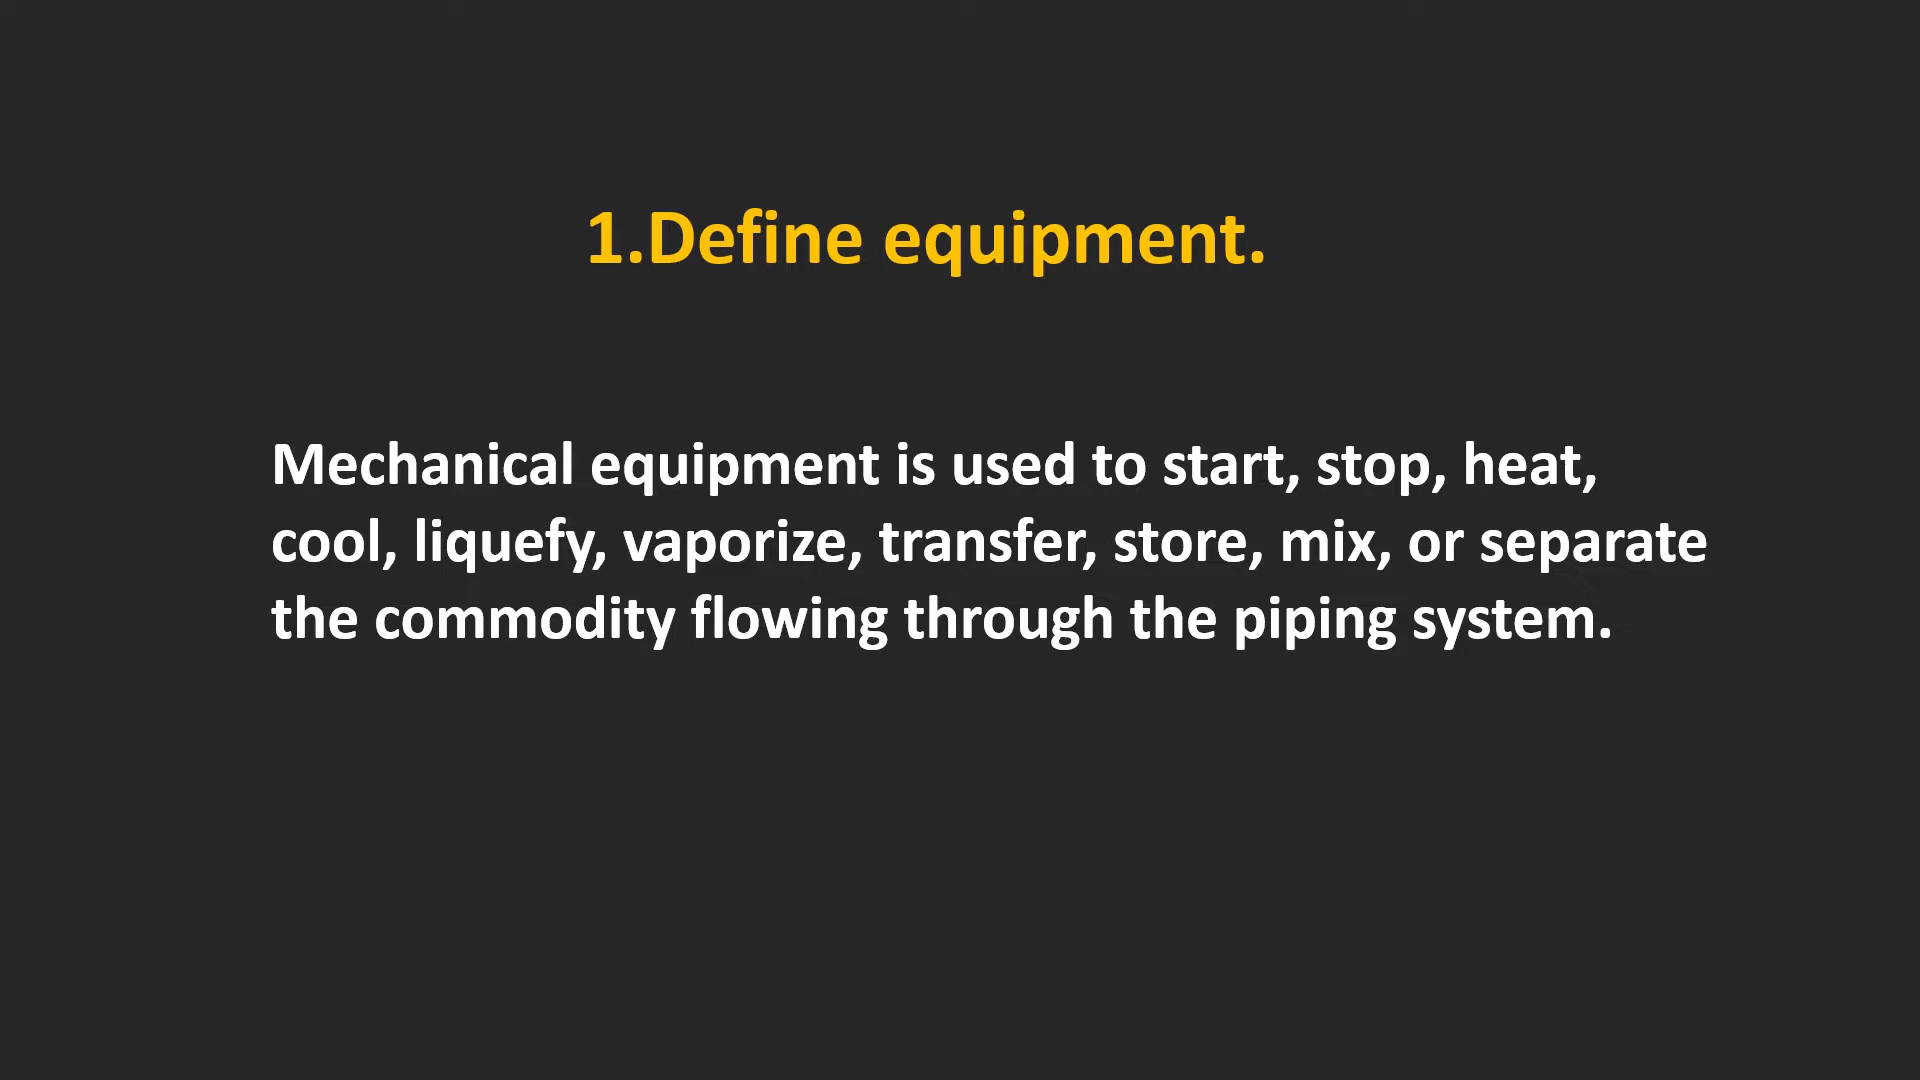 1.Define equipment.
Mechanical equipment is used to start, stop, heat,
cool, liquefy, vaporize, transfer, store, mix, or separate
the commodity flowing through the piping system.